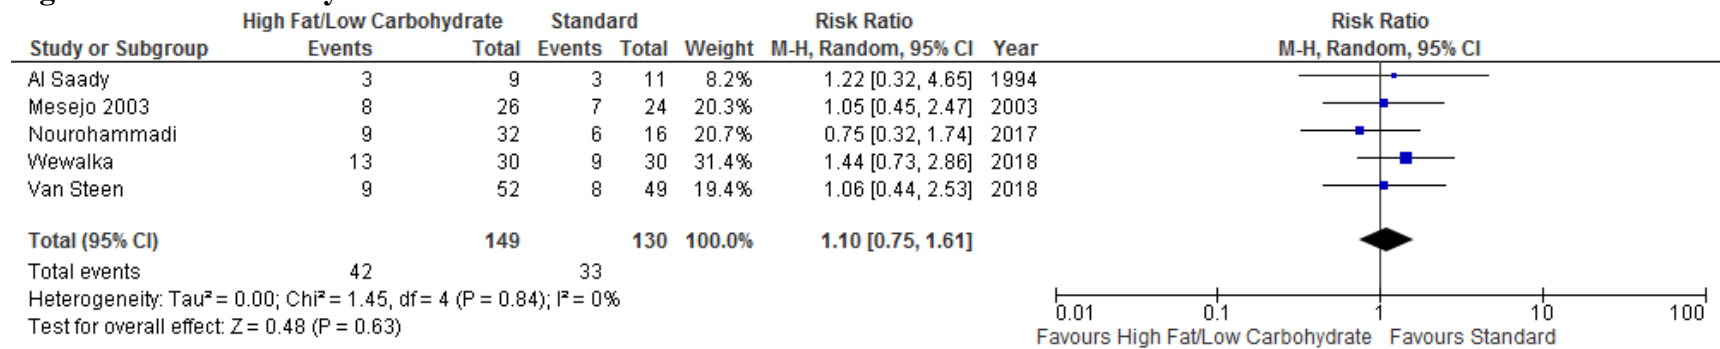 High Fat/Low Carbohydrate Standard Risk Ratio Risk Ratio
Study or Subgroup Events Total Events Total Weight M-H, Random, 95% CI Year M-H, Random, 95% CI
Al Saady 3 9 3 11 8.2% 1.22 [0.32, 4.65] 1994
Mesejo 2003 8 26 7 24 20.3% 1.05 [0.45, 2.47] 2003
Nourohammadi 9 32 6 16 20.7% 0.75 [0.32, 1.74] 2017
Wewalka 13 30 9 30 31.4% 1.44 [0.73, 2.86] 2018
Van Steen 9 52 8 49 19.4% 1.06 [0.44, 2.53] 2018
Total (95% CI) 149 130 100.0% 1.10 [0.75, 1.61]
Total events 42 33
Heterogeneity: Tau² = 0.00; Chi² = 1.45, df = 4 (P = 0.84); I² = 0%
Test for overall effect: Z = 0.48 (P = 0.63)
0.01 0.1 1 10 100
Favours High Fat/Low Carbohydrate Favours Standard